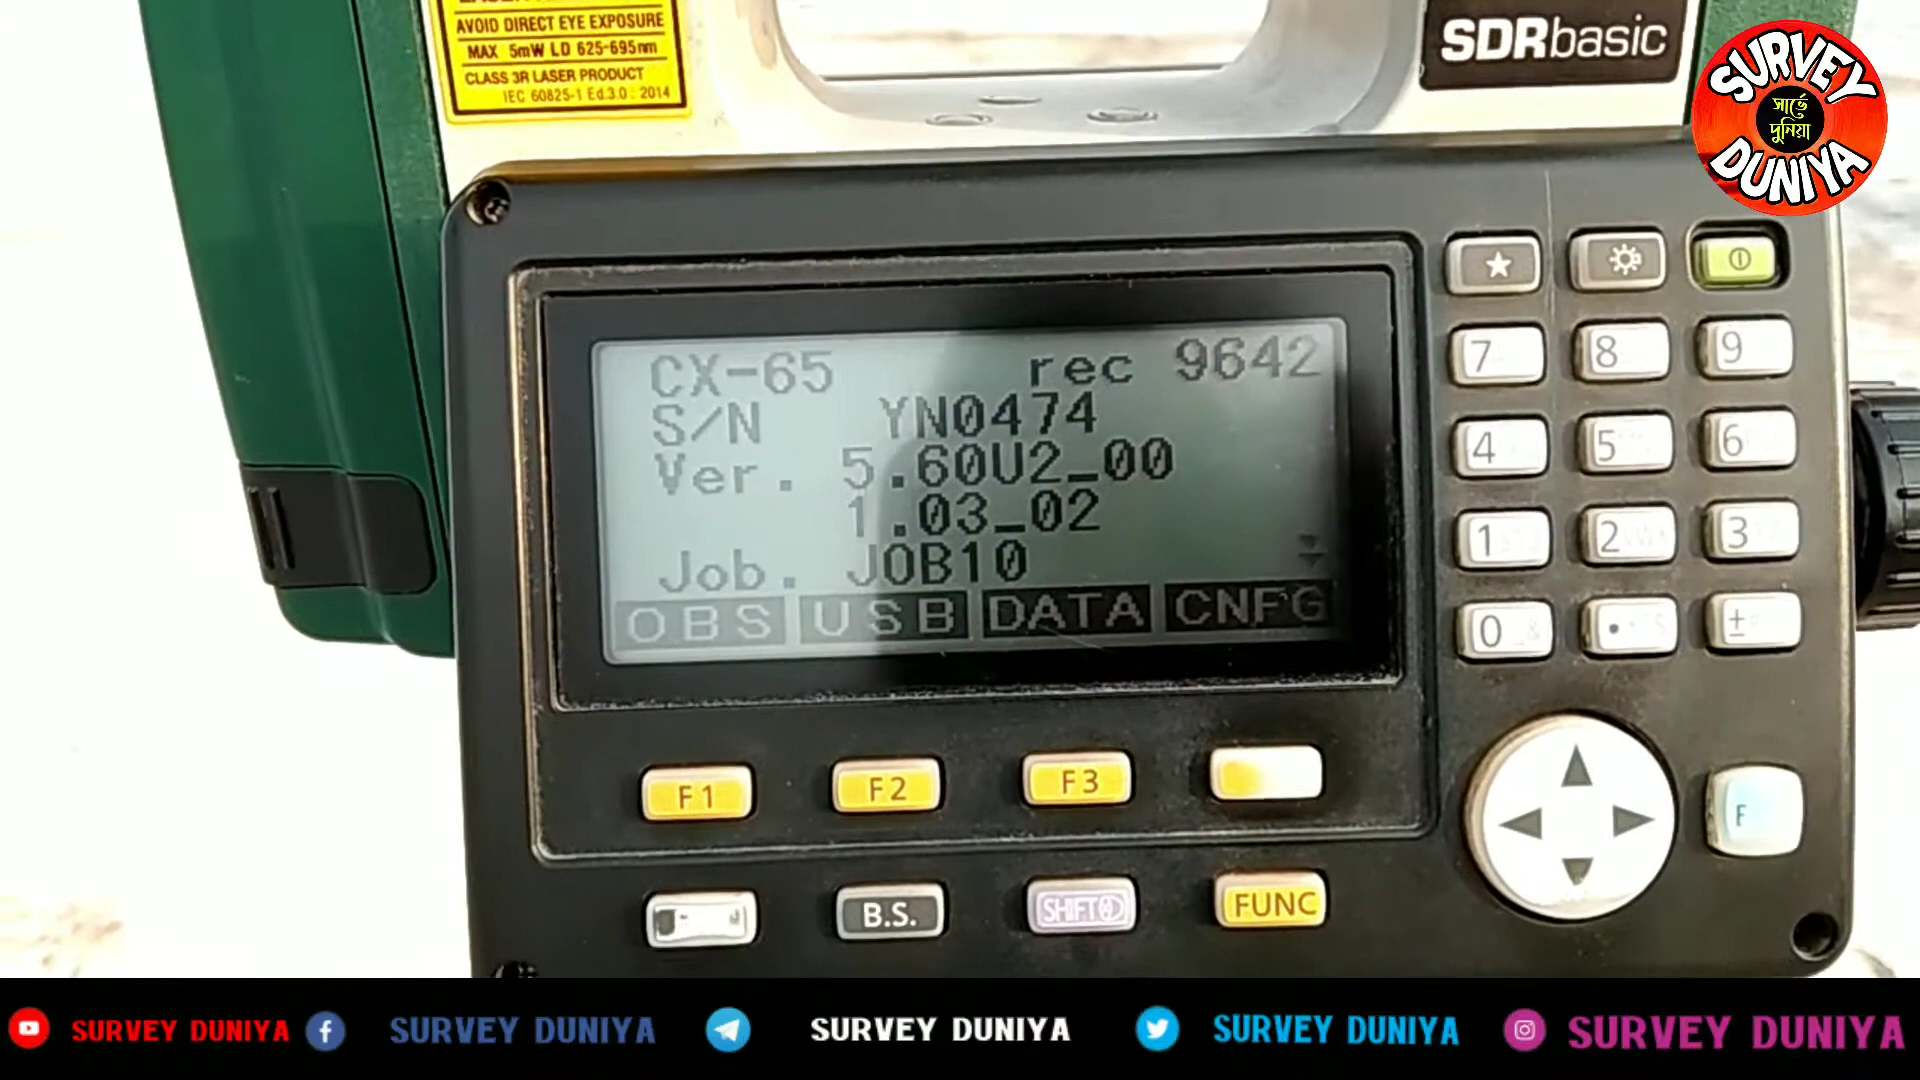 AVOID DIRECT EYE EXPOSURE
MAX 5mW LD 625-695nm
CLASS 3R LASER PRODUCT
IEC 60825-1 Ed.3.0 : 2014
SDRbasic
SURVEY
সার্ভে
দুনিয়া
DUNIYA
CX-65 rec 9642
S/N YN0474
Ver. 5.60U2_00
1.03_02
Job. JOB10
OBS USB DATA CNFG
7 8 9
4 5 6
1 2 3
0 . ±
F1 F2 F3
B.S. SHIFT FUNC
SURVEY DUNIYA SURVEY DUNIYA SURVEY DUNIYA SURVEY DUNIYA SURVEY DUNIYA